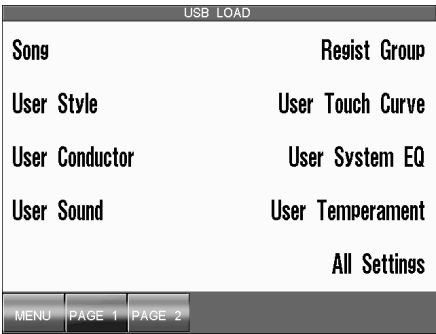 USB LOAD
Song Regist Group
User Style User Touch Curve
User Conductor User System EQ
User Sound User Temperament
All Settings
MENU PAGE 1 PAGE 2